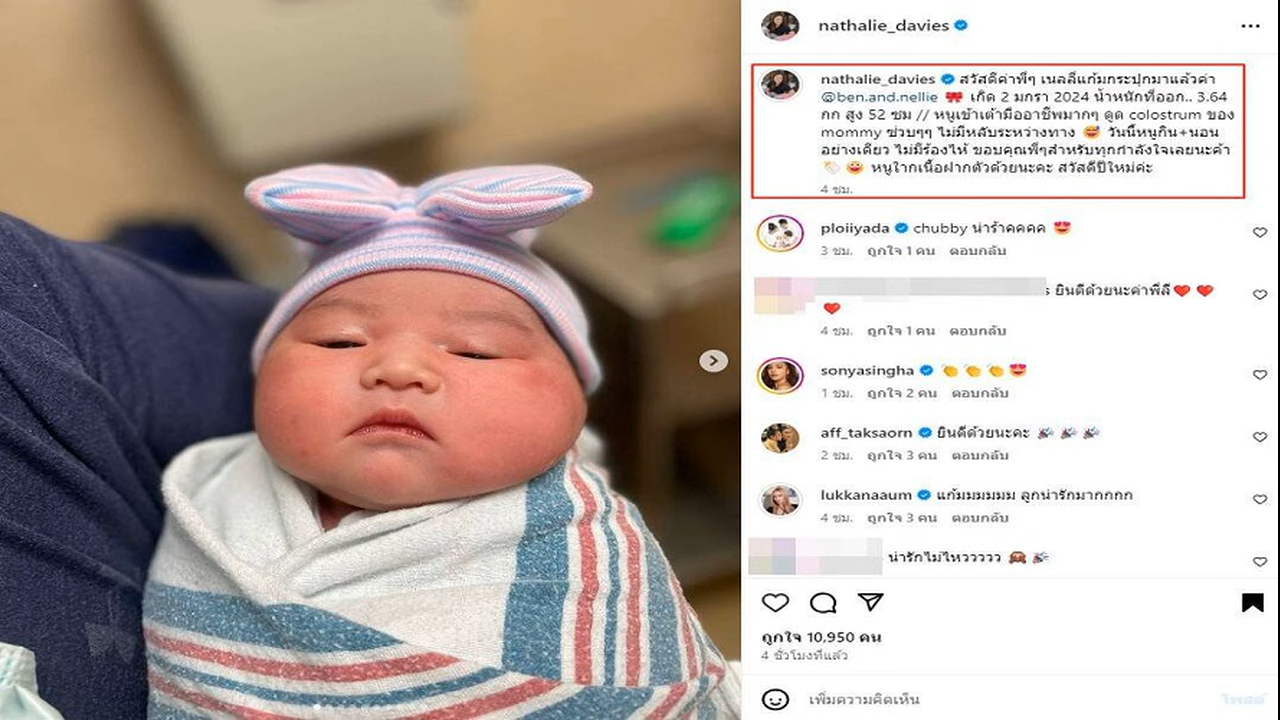 nathalie_davies
nathalie_davies สวัสดีค่าพี่ๆ เนลลี่แก้มกระปุกมาแล้วค่า
@ben.and.nellie 🎀 เกิด 2 มกรา 2024 น้ำหนักที่ออก.. 3.64
กก สูง 52 ซม // หนูเข้าเต้ามืออาชีพมากๆ ดูด colostrum ของ
mommy ช่วบๆๆ ไม่มีหลับระหว่างทาง 😅 วันนี้หนูกิน+นอน
อย่างเดียว ไม่มีร้องไห้ ขอบคุณพี่ๆสำหรับทุกกำลังใจเลยนะค้า
🏷️ 😜 หนูใากเนื้อฝากตัวด้วยนะคะ สวัสดีปีใหม่ค่ะ
4 ชม.
ploiiyada chubby น่าร้าคคคค 😍
3 ชม. ถูกใจ 1 คน ตอบกลับ
ยินดีด้วยนะค่าพี่ลี❤️ ❤️
❤️
4 ชม. ถูกใจ 1 คน ตอบกลับ
sonyasingha 👏 👏 👏😍
1 ชม. ถูกใจ 2 คน ตอบกลับ
aff_taksaorn ยินดีด้วยนะคะ 🎉 🎉 🎉
2 ชม. ถูกใจ 3 คน ตอบกลับ
lukkanaaum แก้มมมมมม ลูกน่ารักมากกกก
4 ชม. ถูกใจ 3 คน ตอบกลับ
น่ารักไม่ไหวววววว 🙈 🎉
ถูกใจ 10,950 คน
4 ชั่วโมงที่แล้ว
เพิ่มความคิดเห็น
โพสต์